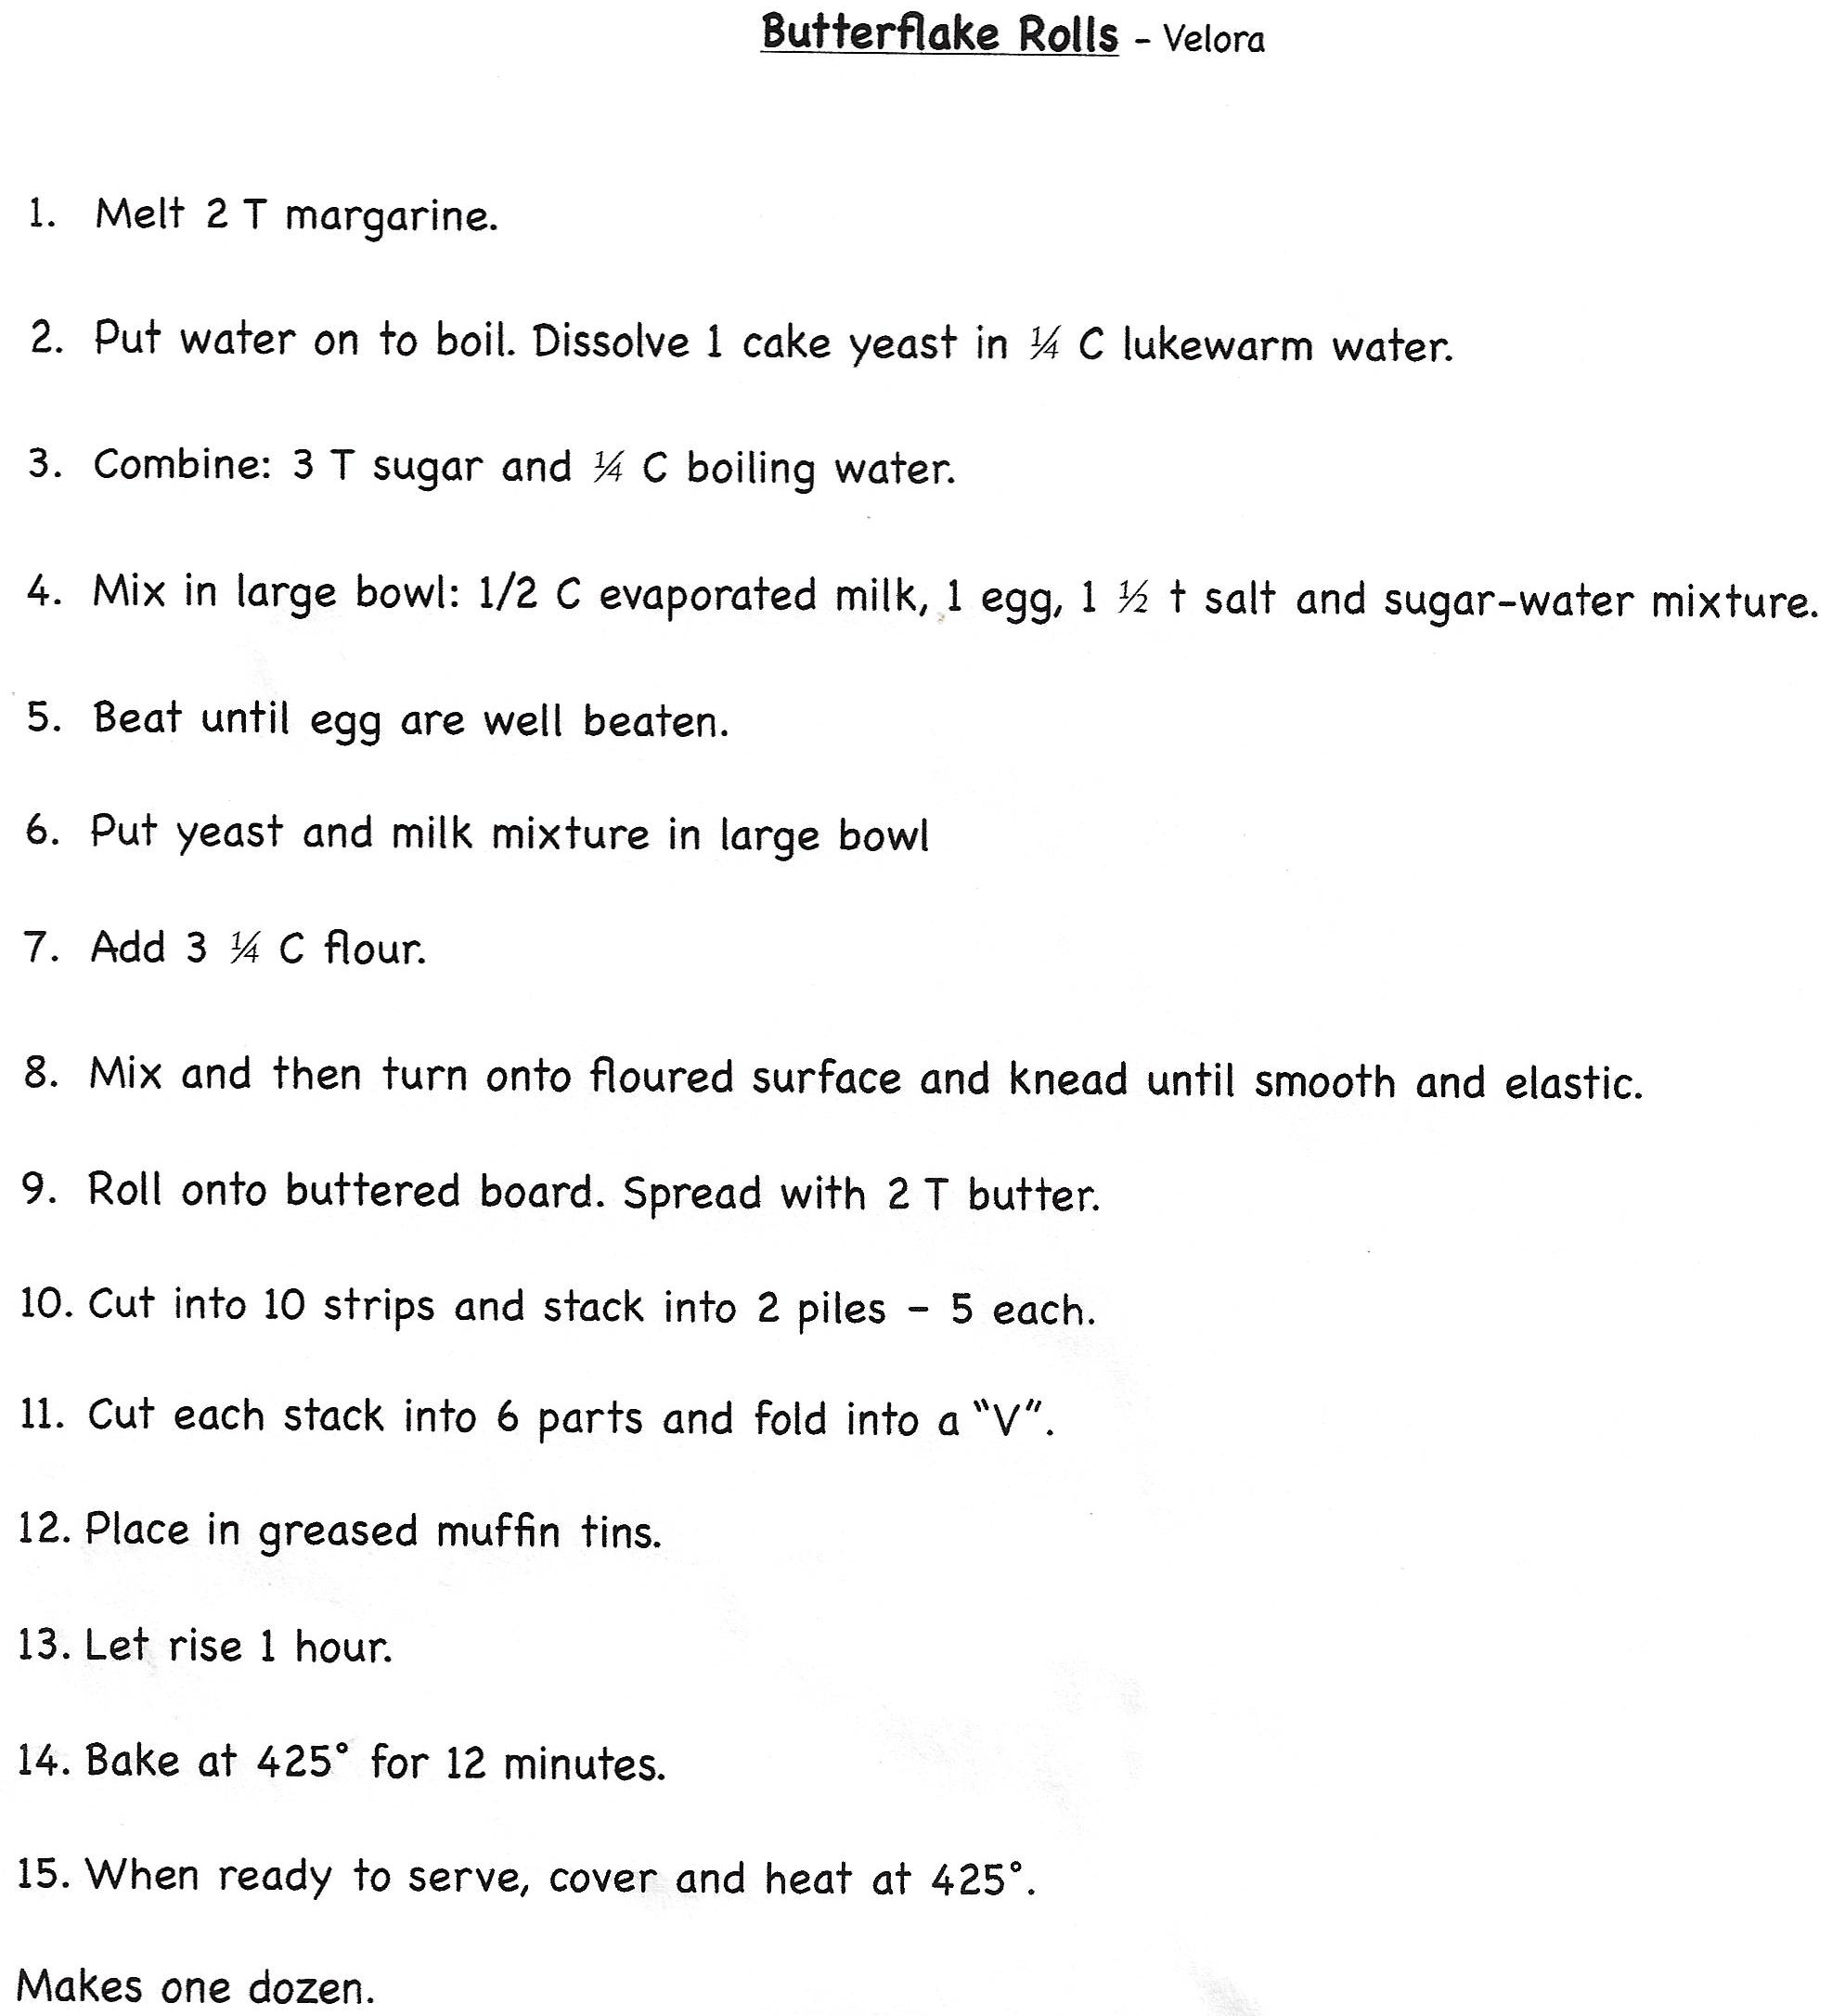 Butterflake Rolls - Velora
1. Melt 2 T margarine.
2. Put water on to boil. Dissolve 1 cake yeast in ¼ C lukewarm water.
3. Combine: 3 T sugar and ¼ C boiling water.
4. Mix in large bowl: 1/2 C evaporated milk, 1 egg, 1 ½ t salt and sugar-water mixture.
5. Beat until egg are well beaten.
6. Put yeast and milk mixture in large bowl
7. Add 3 ¼ C flour.
8. Mix and then turn onto floured surface and knead until smooth and elastic.
9. Roll onto buttered board. Spread with 2 T butter.
10. Cut into 10 strips and stack into 2 piles - 5 each.
11. Cut each stack into 6 parts and fold into a “V”.
12. Place in greased muffin tins.
13. Let rise 1 hour.
14. Bake at 425° for 12 minutes.
15. When ready to serve, cover and heat at 425°.
Makes one dozen.